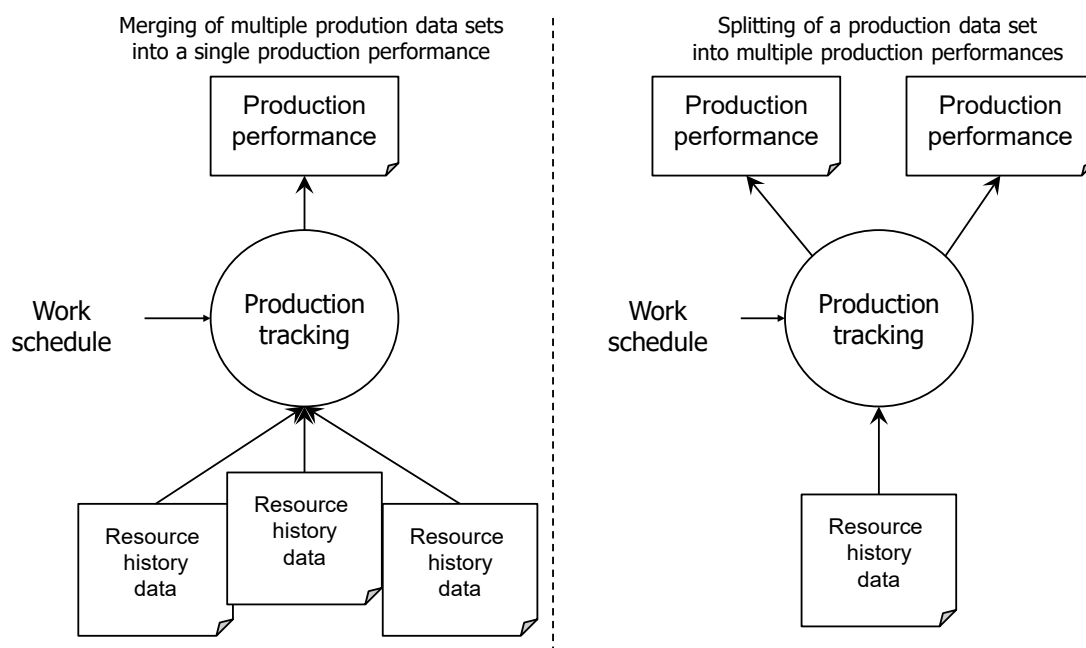 Merging of multiple prodution data sets
into a single production performance
Production
performance
Work
schedule
Production
tracking
Resource
history
data
Resource
history
data
Resource
history
data
Splitting of a production data set
into multiple production performances
Production
performance
Production
performance
Work
schedule
Production
tracking
Resource
history
data